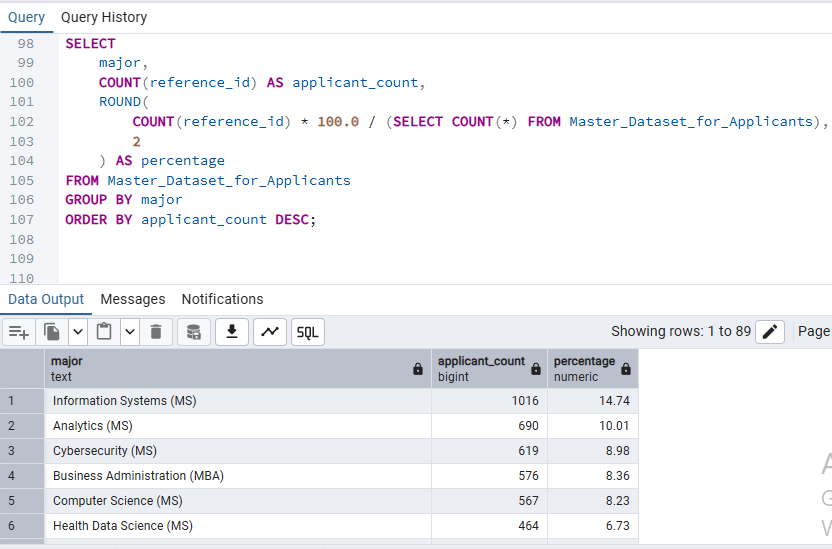 Query Query History
98 SELECT
99 major,
100 COUNT(reference_id) AS applicant_count,
101 ROUND(
102 COUNT(reference_id) * 100.0 / (SELECT COUNT(*) FROM Master_Dataset_for_Applicants),
103 2
104 ) AS percentage
105 FROM Master_Dataset_for_Applicants
106 GROUP BY major
107 ORDER BY applicant_count DESC;
108
109
110
Data Output Messages Notifications
SQL Showing rows: 1 to 89 Page
major applicant_count percentage
text bigint numeric
1 Information Systems (MS) 1016 14.74
2 Analytics (MS) 690 10.01
3 Cybersecurity (MS) 619 8.98
4 Business Administration (MBA) 576 8.36
5 Computer Science (MS) 567 8.23
6 Health Data Science (MS) 464 6.73